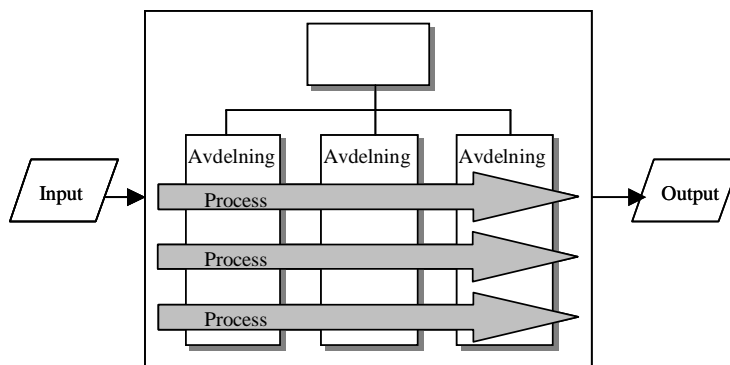 Avdelning Avdelning Avdelning
Input
Process
Output
Process
Process